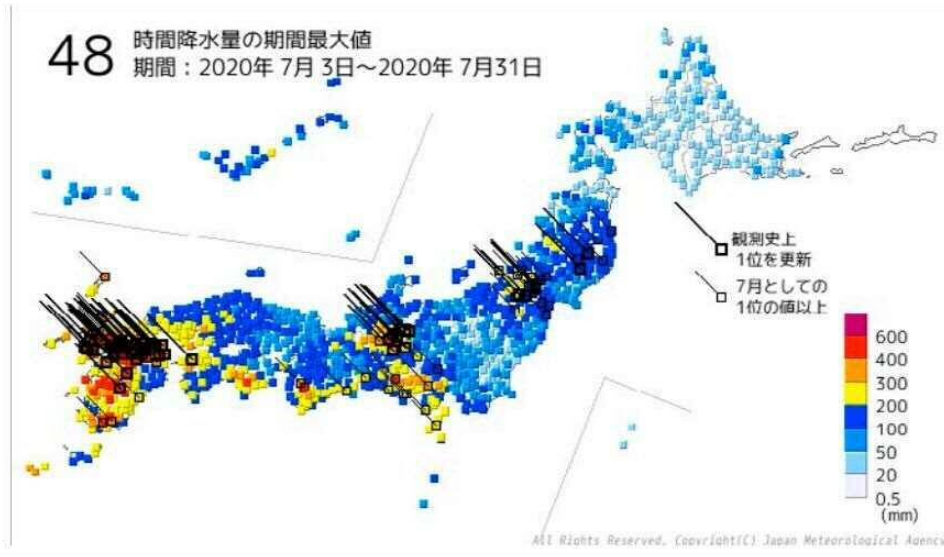 48 時間降水量の期間最大値
期間：2020年 7月 3日～2020年 7月31日
観測史上
1位を更新
7月としての
1位の値以上
600
400
300
200
100
50
20
0.5
(mm)
All Rights Reserved, Copyright(C) Japan Meteorological Agency